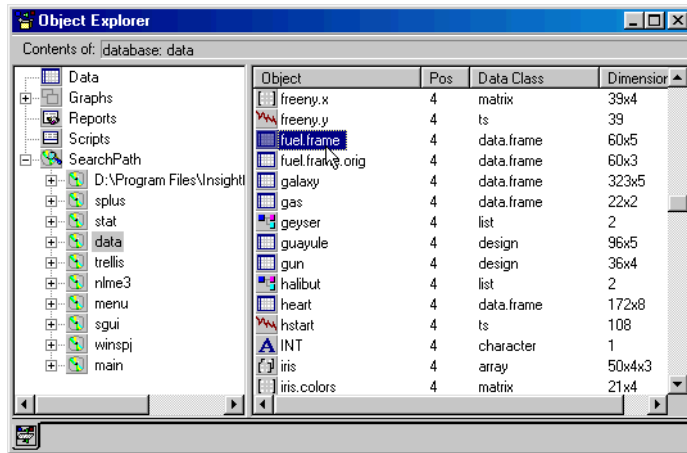 Object Explorer
Contents of: database: data
Data
Graphs
Reports
Scripts
SearchPath
D:\Program Files\Insight
splus
stat
data
trellis
nlme3
menu
sgui
winspj
main
Object Pos Data Class Dimension
freeny.x 4 matrix 39x4
freeny.y 4 ts 39
fuel.frame 4 data.frame 60x5
fuel.frame.orig 4 data.frame 60x3
galaxy 4 data.frame 323x5
gas 4 data.frame 22x2
geyser 4 list 2
guayule 4 design 96x5
gun 4 design 36x4
halibut 4 list 2
heart 4 data.frame 172x8
hstart 4 ts 108
INT 4 character 1
iris 4 array 50x4x3
iris.colors 4 matrix 21x4